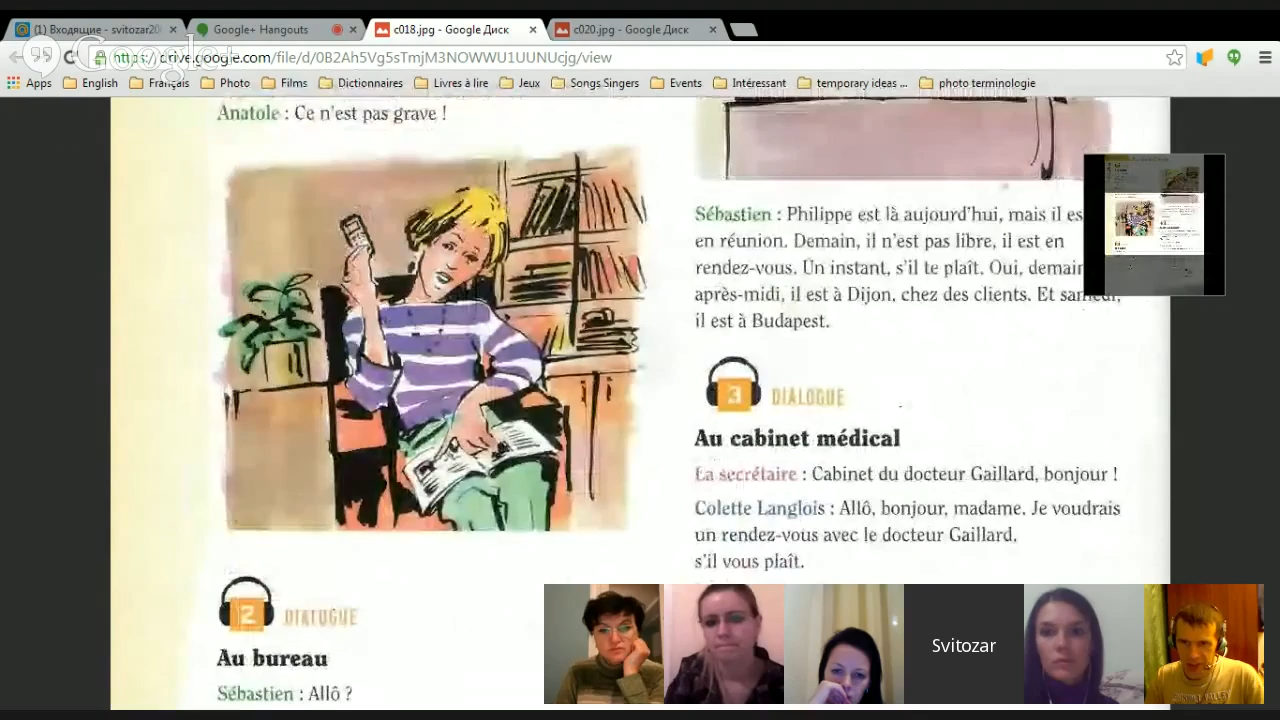 (1) Входящие - svitozar20
Google+ Hangouts
c018.jpg - Google Диск
c020.jpg - Google Диск
Google+
https://drive.google.com/file/d/0B2Ah5Vg5sTmjM3NOWWU1UUNUcjg/view
Apps
English
Français
Photo
Films
Dictionnaires
Livres à lire
Jeux
Songs Singers
Events
Intéressant
temporary ideas ...
photo terminologie
Anatole : Ce n'est pas grave !
2 DIALOGUE
Au bureau
Sébastien : Allô ?
Sébastien : Philippe est là aujourd'hui, mais il es
en réunion. Demain, il n'est pas libre, il est en
rendez-vous. Un instant, s'il te plaît. Oui, demain
après-midi, il est à Dijon, chez des clients. Et samedi,
il est à Budapest.
3 DIALOGUE
Au cabinet médical
La secrétaire : Cabinet du docteur Gaillard, bonjour !
Colette Langlois : Allô, bonjour, madame. Je voudrais
un rendez-vous avec le docteur Gaillard,
s'il vous plaît.
Svitozar